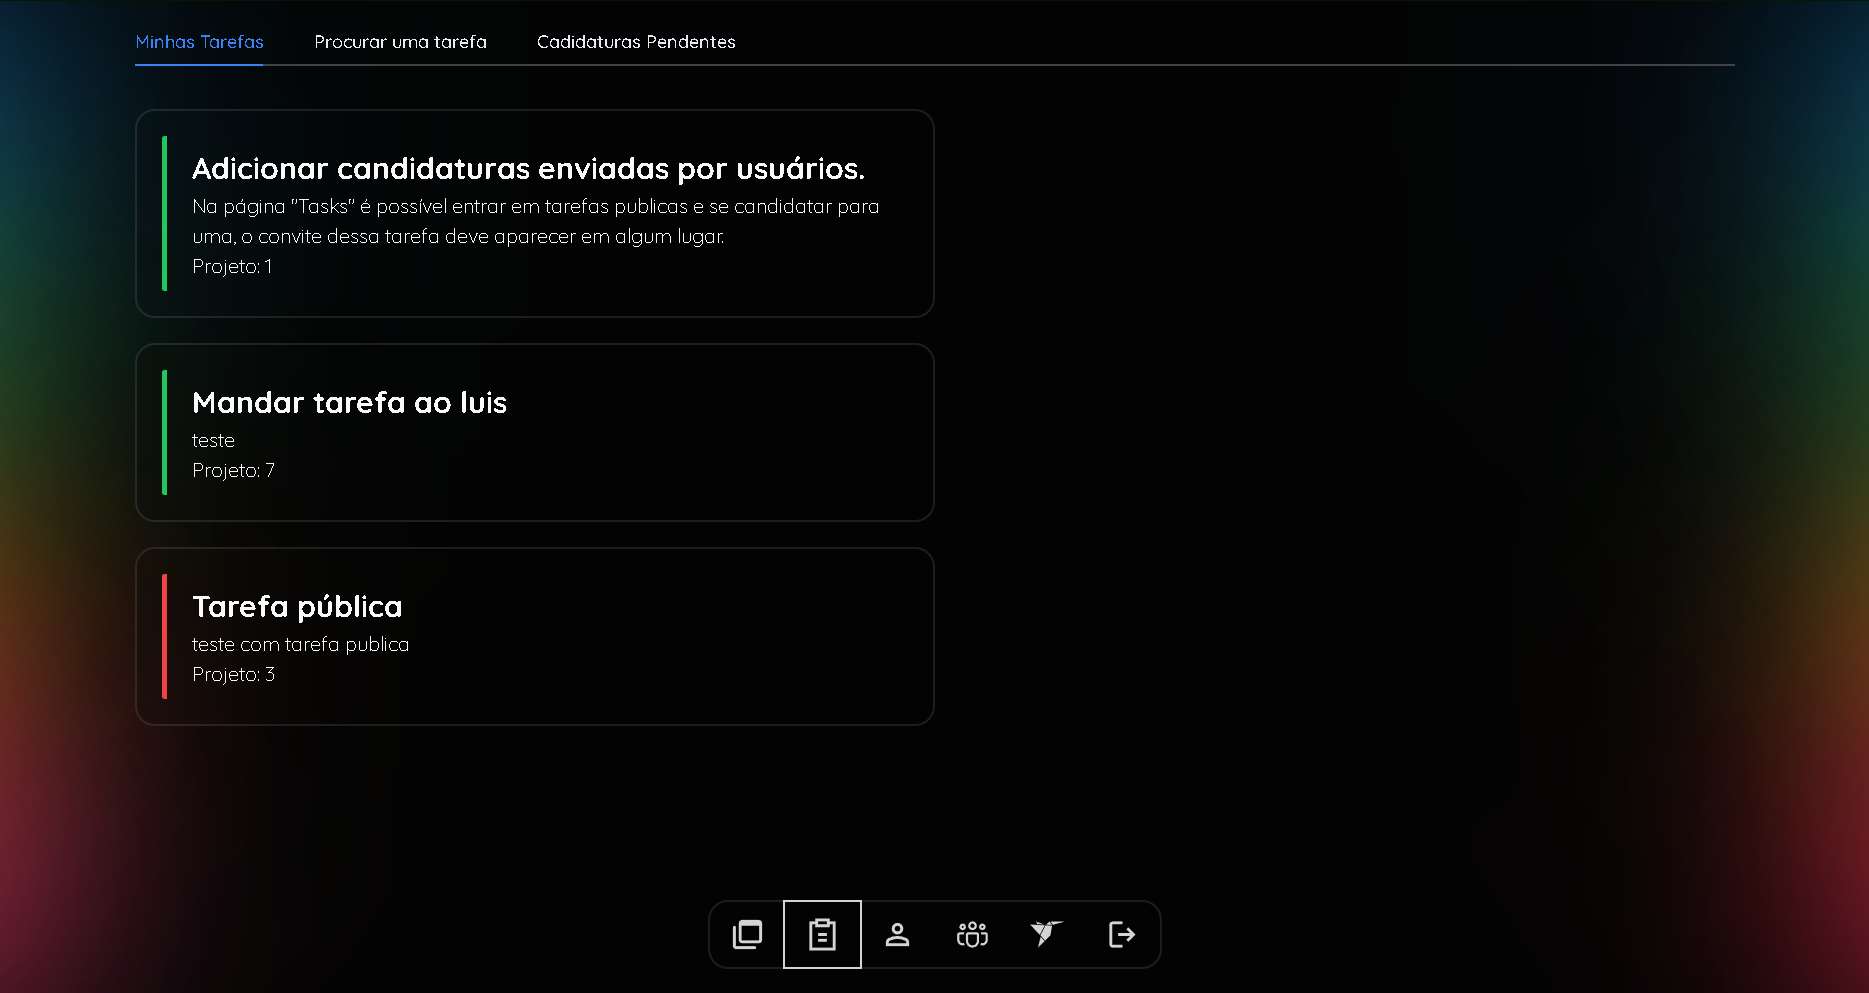 Minhas Tarefas
Procurar uma tarefa
Cadidaturas Pendentes
Adicionar candidaturas enviadas por usuários.
Na página "Tasks" é possível entrar em tarefas publicas e se candidatar para
uma, o convite dessa tarefa deve aparecer em algum lugar.
Projeto: 1
Mandar tarefa ao luis
teste
Projeto: 7
Tarefa pública
teste com tarefa publica
Projeto: 3